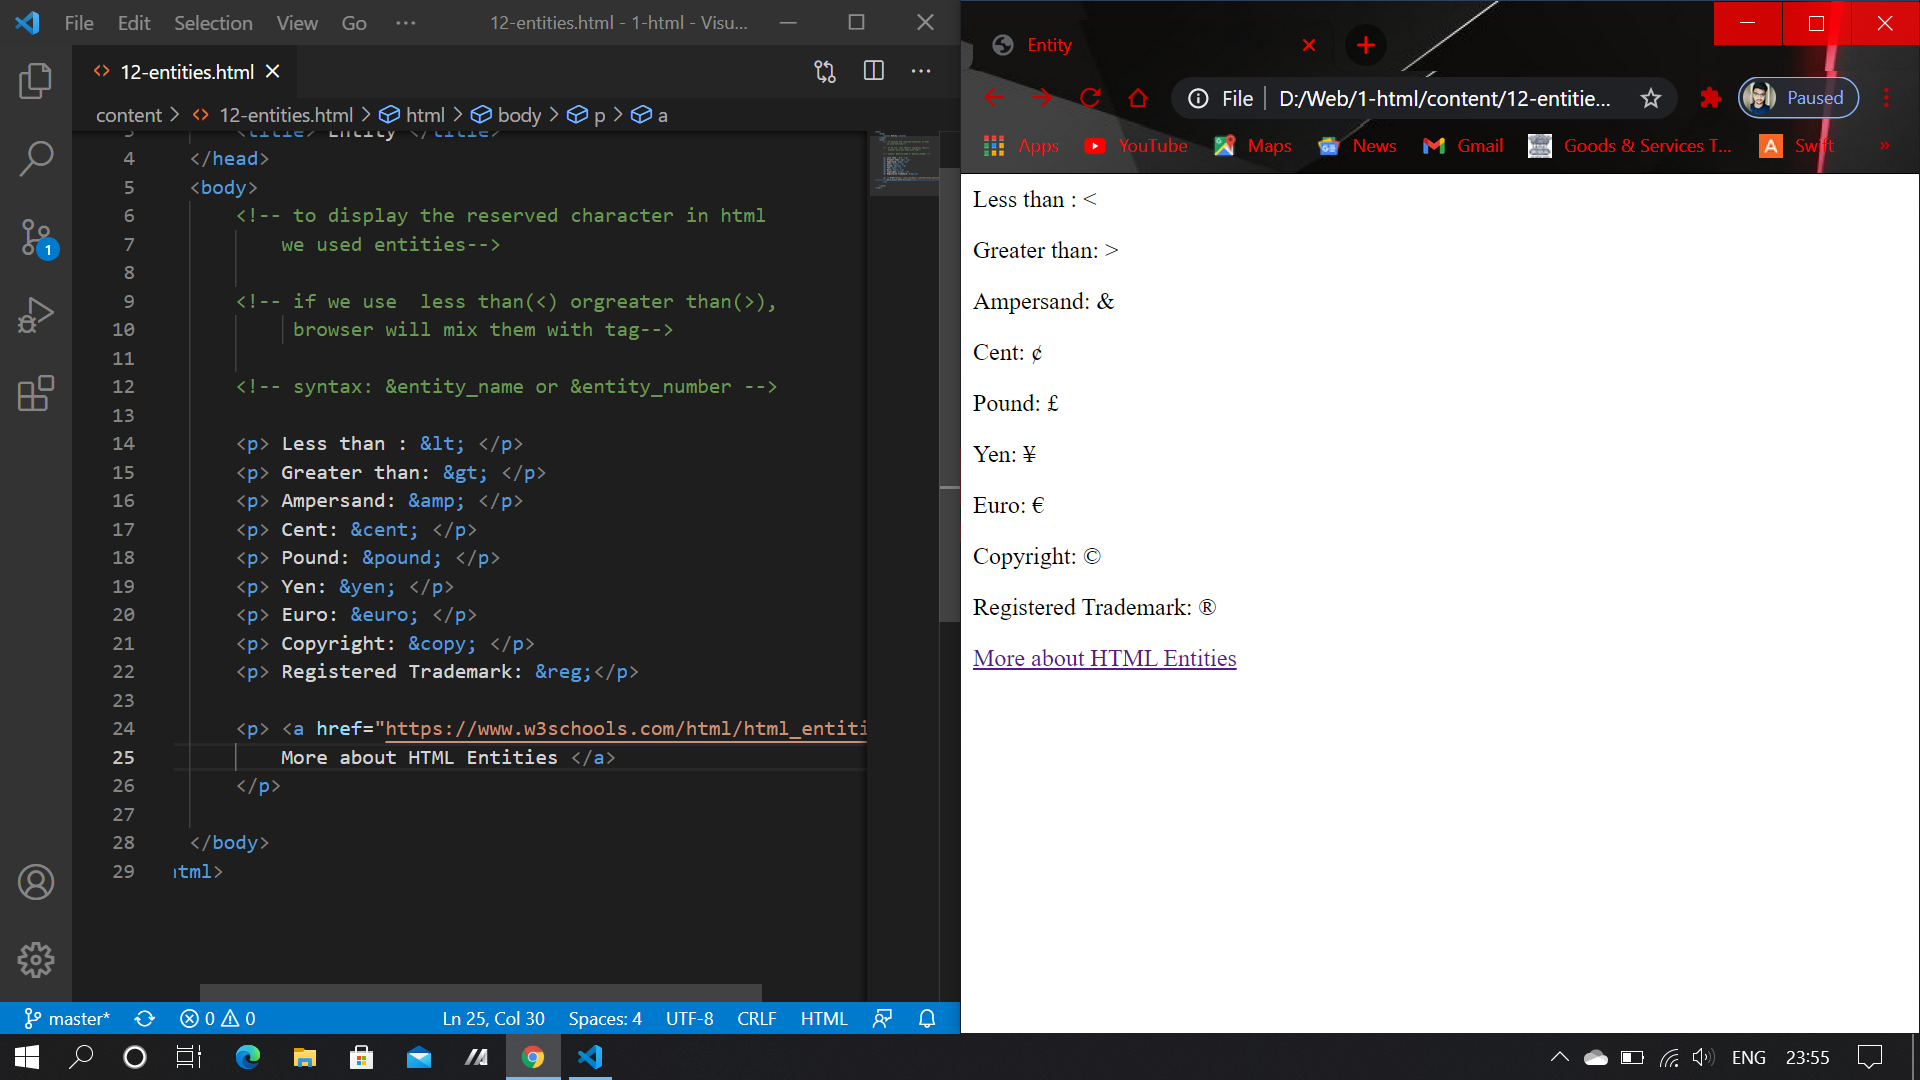 File Edit Selection View Go ··· 12-entities.html - 1-html - Visu...
12-entities.html
content > 12-entities.html > html > body > p > a
3 <title> Entity </title>
4 </head>
5 <body>
6 <!-- to display the reserved character in html
7 we used entities-->
8
9 <!-- if we use  less than(<) orgreater than(>),
10 browser will mix them with tag-->
11
12 <!-- syntax: &entity_name or &entity_number -->
13
14 <p> Less than : &lt; </p>
15 <p> Greater than: &gt; </p>
16 <p> Ampersand: &amp; </p>
17 <p> Cent: &cent; </p>
18 <p> Pound: &pound; </p>
19 <p> Yen: &yen; </p>
20 <p> Euro: &euro; </p>
21 <p> Copyright: &copy; </p>
22 <p> Registered Trademark: &reg;</p>
23
24 <p> <a href="https://www.w3schools.com/html/html_entiti
25 More about HTML Entities </a>
26 </p>
27
28 </body>
29 html>
1
master* 0 0 Ln 25, Col 30 Spaces: 4 UTF-8 CRLF HTML
Entity
File D:/Web/1-html/content/12-entitie... Paused
Apps YouTube Maps News Gmail Goods & Services T... Swift »
Less than : <
Greater than: >
Ampersand: &
Cent: ¢
Pound: £
Yen: ¥
Euro: €
Copyright: ©
Registered Trademark: ®
More about HTML Entities
ENG 23:55